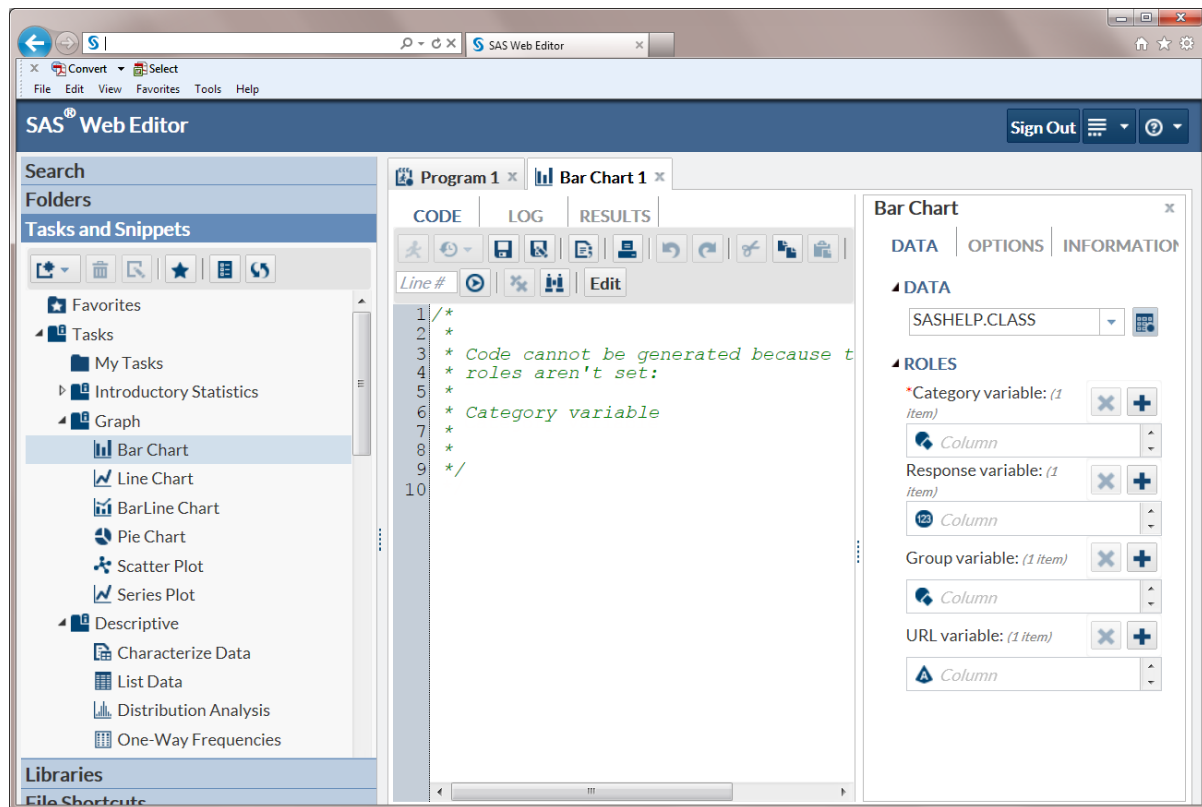 SAS Web Editor
Convert Select
File Edit View Favorites Tools Help
SAS® Web Editor
Sign Out
Search
Folders
Tasks and Snippets
Favorites
Tasks
My Tasks
Introductory Statistics
Graph
Bar Chart
Line Chart
BarLine Chart
Pie Chart
Scatter Plot
Series Plot
Descriptive
Characterize Data
List Data
Distribution Analysis
One-Way Frequencies
Libraries
File Shortcuts
Program 1 Bar Chart 1
CODE LOG RESULTS
Line # Edit
1 /*
2 *
3 * Code cannot be generated because t
4 * roles aren't set:
5 *
6 * Category variable
7 *
8 *
9 */
10
Bar Chart
DATA OPTIONS INFORMATION
DATA
SASHELP.CLASS
ROLES
*Category variable: (1
item)
Column
Response variable: (1
item)
123 Column
Group variable: (1 item)
Column
URL variable: (1 item)
A Column